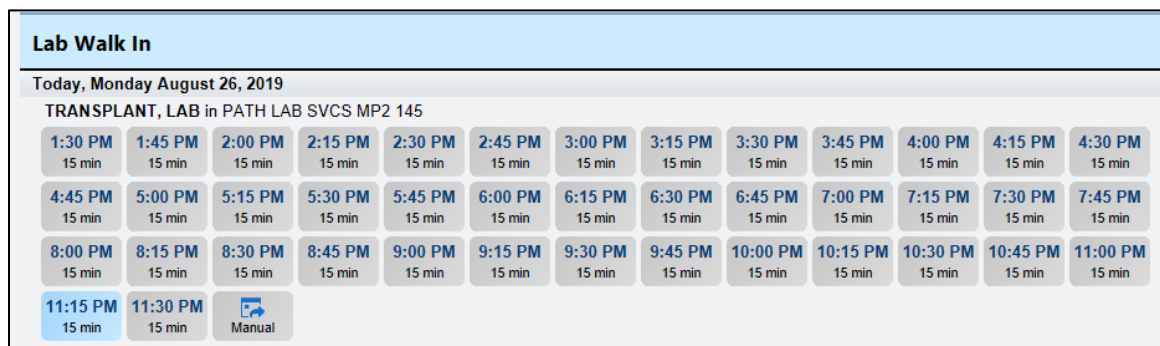 Lab Walk In
Today, Monday August 26, 2019
TRANSPLANT, LAB in PATH LAB SVCS MP2 145
1:30 PM 1:45 PM 2:00 PM 2:15 PM 2:30 PM 2:45 PM 3:00 PM 3:15 PM 3:30 PM 3:45 PM 4:00 PM 4:15 PM 4:30 PM
15 min 15 min 15 min 15 min 15 min 15 min 15 min 15 min 15 min 15 min 15 min 15 min 15 min
4:45 PM 5:00 PM 5:15 PM 5:30 PM 5:45 PM 6:00 PM 6:15 PM 6:30 PM 6:45 PM 7:00 PM 7:15 PM 7:30 PM 7:45 PM
15 min 15 min 15 min 15 min 15 min 15 min 15 min 15 min 15 min 15 min 15 min 15 min 15 min
8:00 PM 8:15 PM 8:30 PM 8:45 PM 9:00 PM 9:15 PM 9:30 PM 9:45 PM 10:00 PM 10:15 PM 10:30 PM 10:45 PM 11:00 PM
15 min 15 min 15 min 15 min 15 min 15 min 15 min 15 min 15 min 15 min 15 min 15 min 15 min
11:15 PM 11:30 PM
15 min 15 min Manual